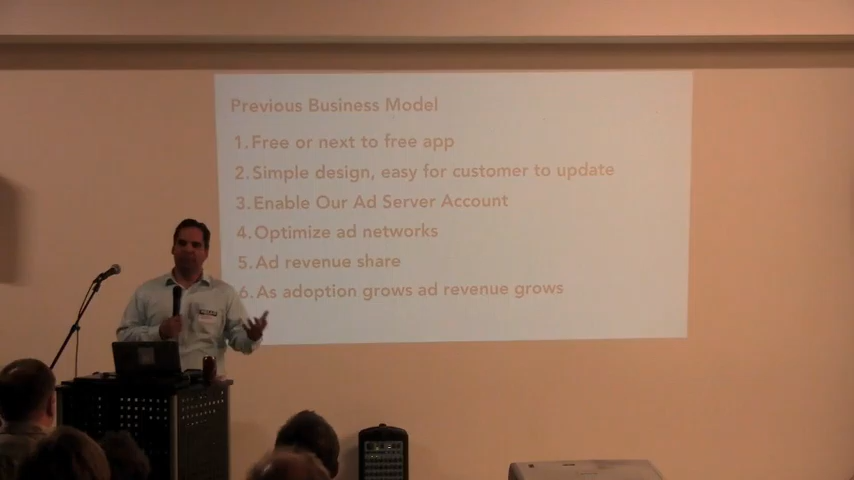 Previous Business Model
1. Free or next to free app
2. Simple design, easy for customer to update
3. Enable Our Ad Server Account
4. Optimize ad networks
5. Ad revenue share
6. As adoption grows ad revenue grows